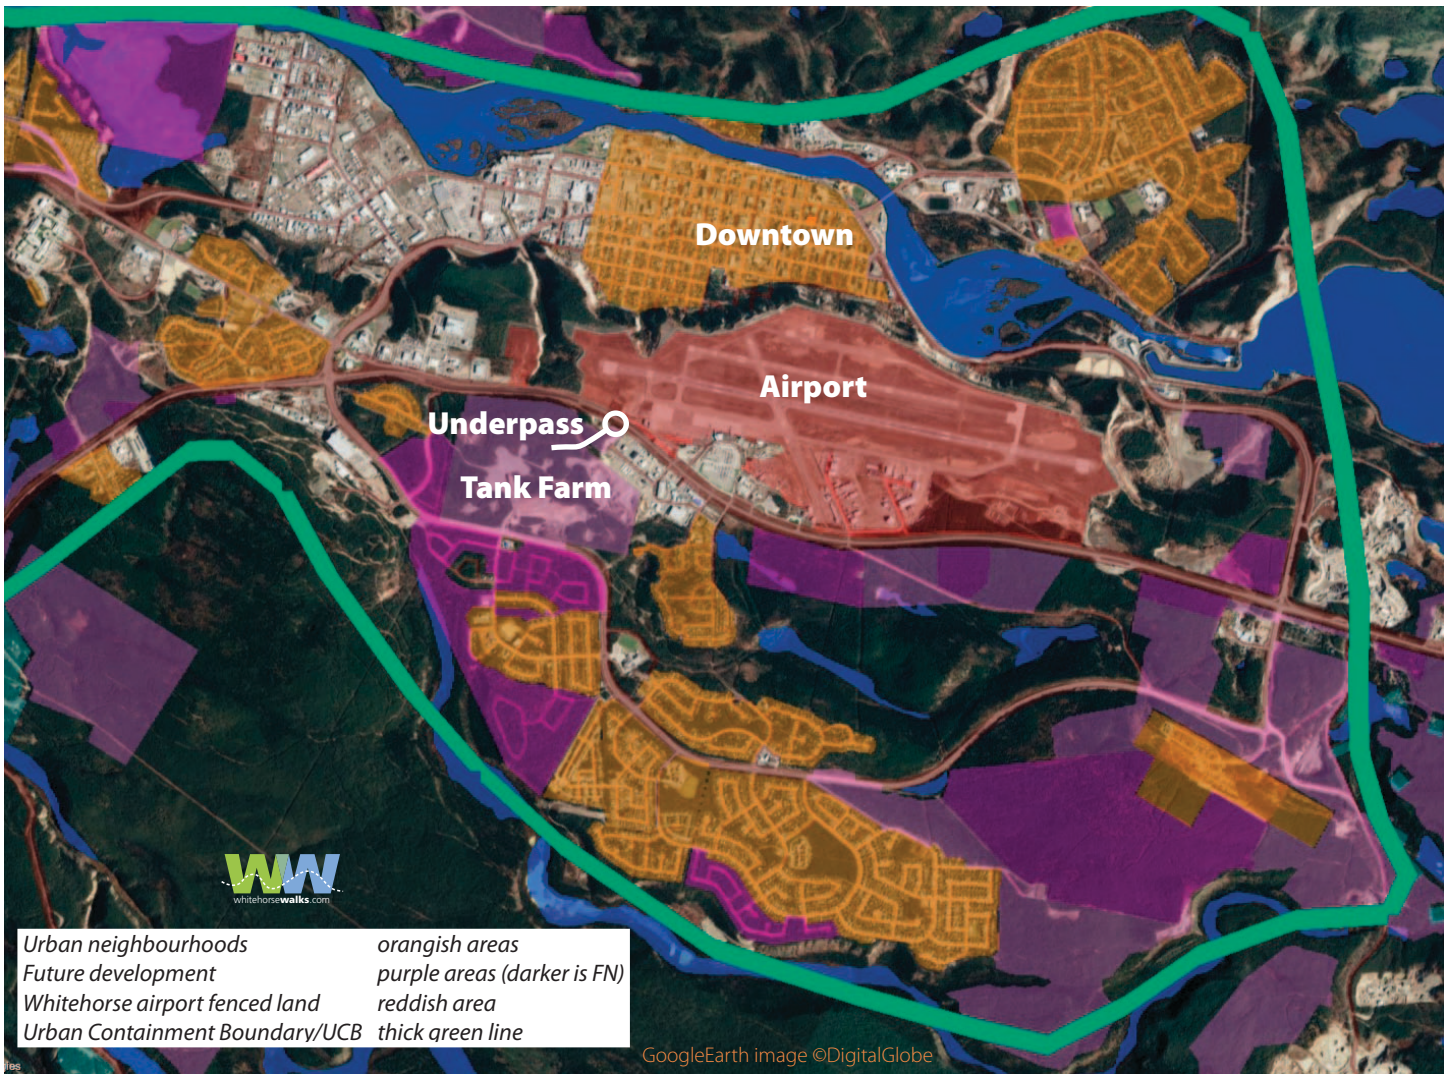 Downtown
Airport
Underpass
Tank Farm
WW
whitehorsewalks.com
Urban neighbourhoods orangish areas
Future development purple areas (darker is FN)
Whitehorse airport fenced land reddish area
Urban Containment Boundary/UCB thick green line
GoogleEarth image ©DigitalGlobe